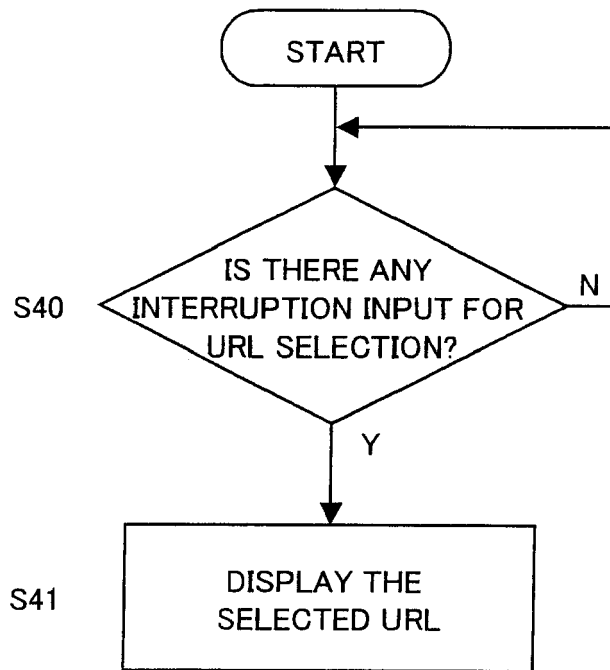 START
S40
IS THERE ANY
INTERRUPTION INPUT FOR
URL SELECTION?
N
Y
S41
DISPLAY THE
SELECTED URL